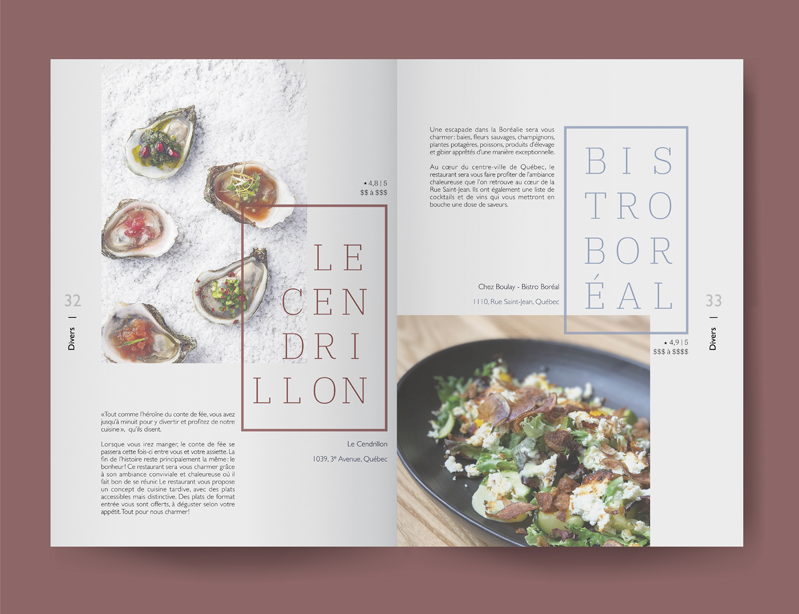 • 4,8 | 5
$$ à $$$
LE
CEN
DRI
LLON
32
Divers |
«Tout comme l'héroïne du conte de fée, vous avez
jusqu'à minuit pour y divertir et profitez de notre
cuisine », qu'ils disent.
Lorsque vous irez manger, le conte de fée se
passera cette fois-ci entre vous et votre assiette. La
fin de l'histoire reste principalement la même : le
bonheur! Ce restaurant sera vous charmer grâce
à son ambiance conviviale et chaleureuse où il
fait bon de se réunir. Le restaurant vous propose
un concept de cuisine tardive, avec des plats
accessibles mais distinctive. Des plats de format
entrée vous sont offerts, à déguster selon votre
appétit. Tout pour nous charmer!
Le Cendrillon
1039, 3e Avenue, Québec
Une escapade dans la Boréalie sera vous
charmer: baies, fleurs sauvages, champignons,
plantes potagères, poissons, produits d'élevage
et gibier apprêtés d'une manière exceptionnelle.
Au cœur du centre-ville de Québec, le
restaurant sera vous faire profiter de l'ambiance
chaleureuse que l'on retrouve au cœur de la
Rue Saint-Jean. Ils ont également une liste de
cocktails et de vins qui vous mettront en
bouche une dose de saveurs.
BIS
TRO
BOR
ÉAL
Chez Boulay - Bistro Boréal
1110, Rue Saint-Jean, Québec
33
Divers |
• 4,9 | 5
$$$ à $$$$